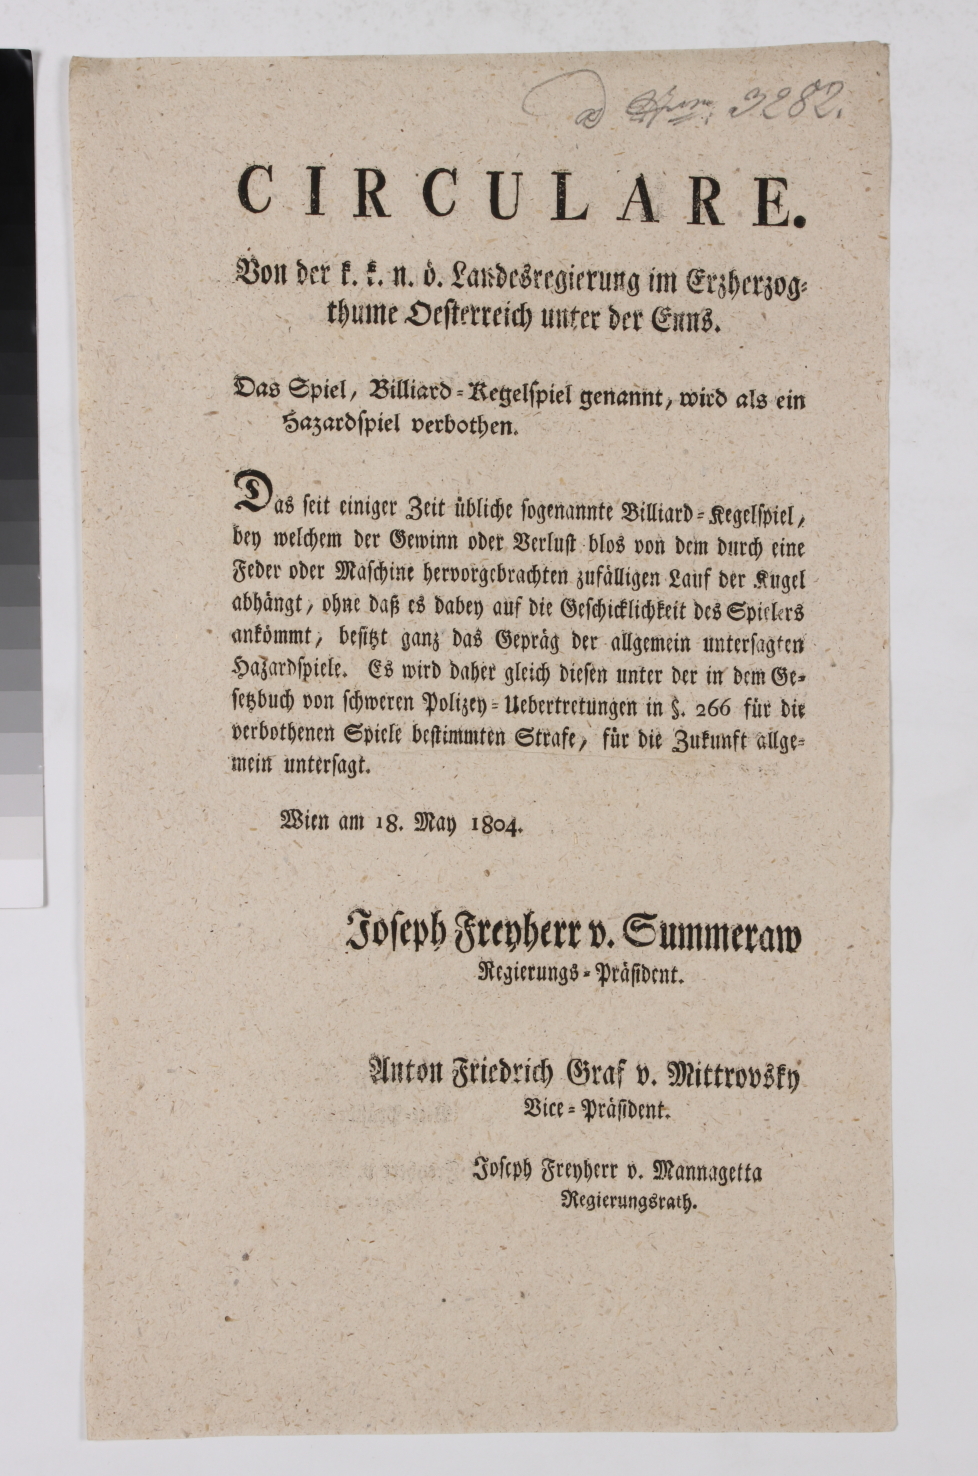 ad 3282.
CIRCULARE.
Von der k. k. n. ö. Landesregierung im Erzherzog-
thume Oesterreich unter der Enns.
Das Spiel, Billiard-Kegelspiel genannt, wird als ein
Hazardspiel verbothen.
Das seit einiger Zeit übliche sogenannte Billiard-Kegelspiel,
bey welchem der Gewinn oder Verlust blos von dem durch eine
Feder oder Maschine hervorgebrachten zufälligen Lauf der Kugel
abhängt, ohne daß es dabey auf die Geschicklichkeit des Spielers
ankömmt, besitzt ganz das Gepräg der allgemein untersagten
Hazardspiele. Es wird daher gleich diesen unter der in dem Ge-
setzbuch von schweren Polizey-Uebertretungen in §. 266 für die
verbothenen Spiele bestimmten Strafe, für die Zukunft allge-
mein untersagt.
Wien am 18. May 1804.
Joseph Freyherr v. Summeraw
Regierungs-Präsident.
Anton Friedrich Graf v. Mittrovsky
Vice-Präsident.
Joseph Freyherr v. Mannagetta
Regierungsrath.